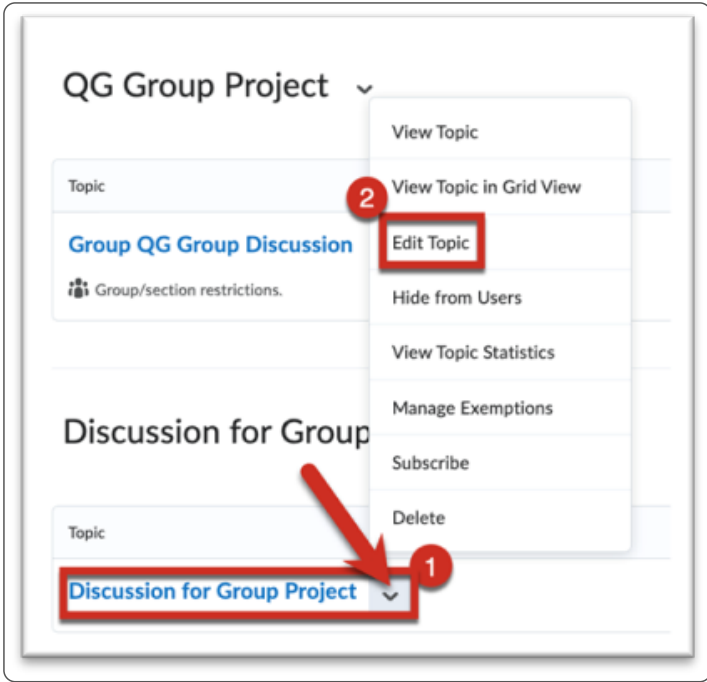 QG Group Project
View Topic
Topic
2
View Topic in Grid View
Group QG Group Discussion
Edit Topic
Group/section restrictions.
Hide from Users
View Topic Statistics
Manage Exemptions
Discussion for Group
Subscribe
Topic
Delete
1
Discussion for Group Project